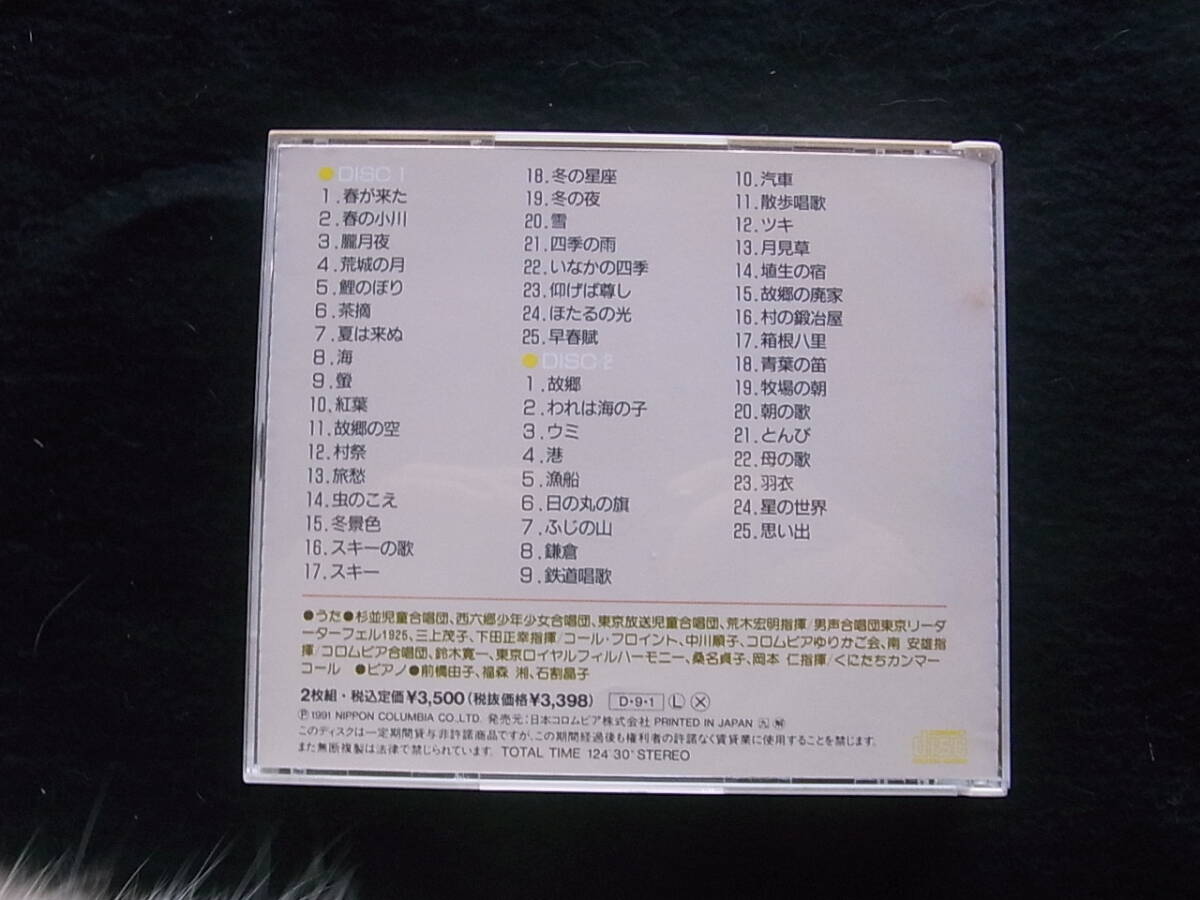 ●DISC 1
1.春が来た
2.春の小川
3.朧月夜
4.荒城の月
5.鯉のぼり
6.茶摘
7.夏は来ぬ
8.海
9.螢
10.紅葉
11.故郷の空
12.村祭
13.旅愁
14.虫のこえ
15.冬景色
16.スキーの歌
17.スキー
18.冬の星座
19.冬の夜
20.雪
21.四季の雨
22.いなかの四季
23.仰げば尊し
24.ほたるの光
25.早春賦
●DISC 2
1.故郷
2.われは海の子
3.ウミ
4.港
5.漁船
6.日の丸の旗
7.ふじの山
8.鎌倉
9.鉄道唱歌
10.汽車
11.散歩唱歌
12.ツキ
13.月見草
14.埴生の宿
15.故郷の廃家
16.村の鍛冶屋
17.箱根八里
18.青葉の笛
19.牧場の朝
20.朝の歌
21.とんび
22.母の歌
23.羽衣
24.星の世界
25.思い出
●うた●杉並児童合唱団、西六郷少年少女合唱団、東京放送児童合唱団、荒木宏明指揮/男声合唱団東京リーダ
ーターフェル1925、三上茂子、下田正幸指揮/コール・フロイント、中川順子、コロムビアゆりかご会、南 安雄指
揮/コロムビア合唱団、鈴木寛一、東京ロイヤルフィルハーモニー、桑名貞子、岡本 仁指揮/くにたちカンマー
コール ●ピアノ●前橋由子、福森 湘、石割晶子
2枚組・税込定価¥3,500(税抜価格¥3,398) D・9・1 Ⓛ Ⓧ
Ⓟ1991 NIPPON COLUMBIA CO.,LTD. 発売元:日本コロムビア株式会社 PRINTED IN JAPAN
このディスクは一定期間貸与非許諾商品ですが、この期間経過後も権利者の許諾なく賃貸業に使用することを禁じます。
また無断複製は法律で禁じられています。 TOTAL TIME 124'30" STEREO
disc